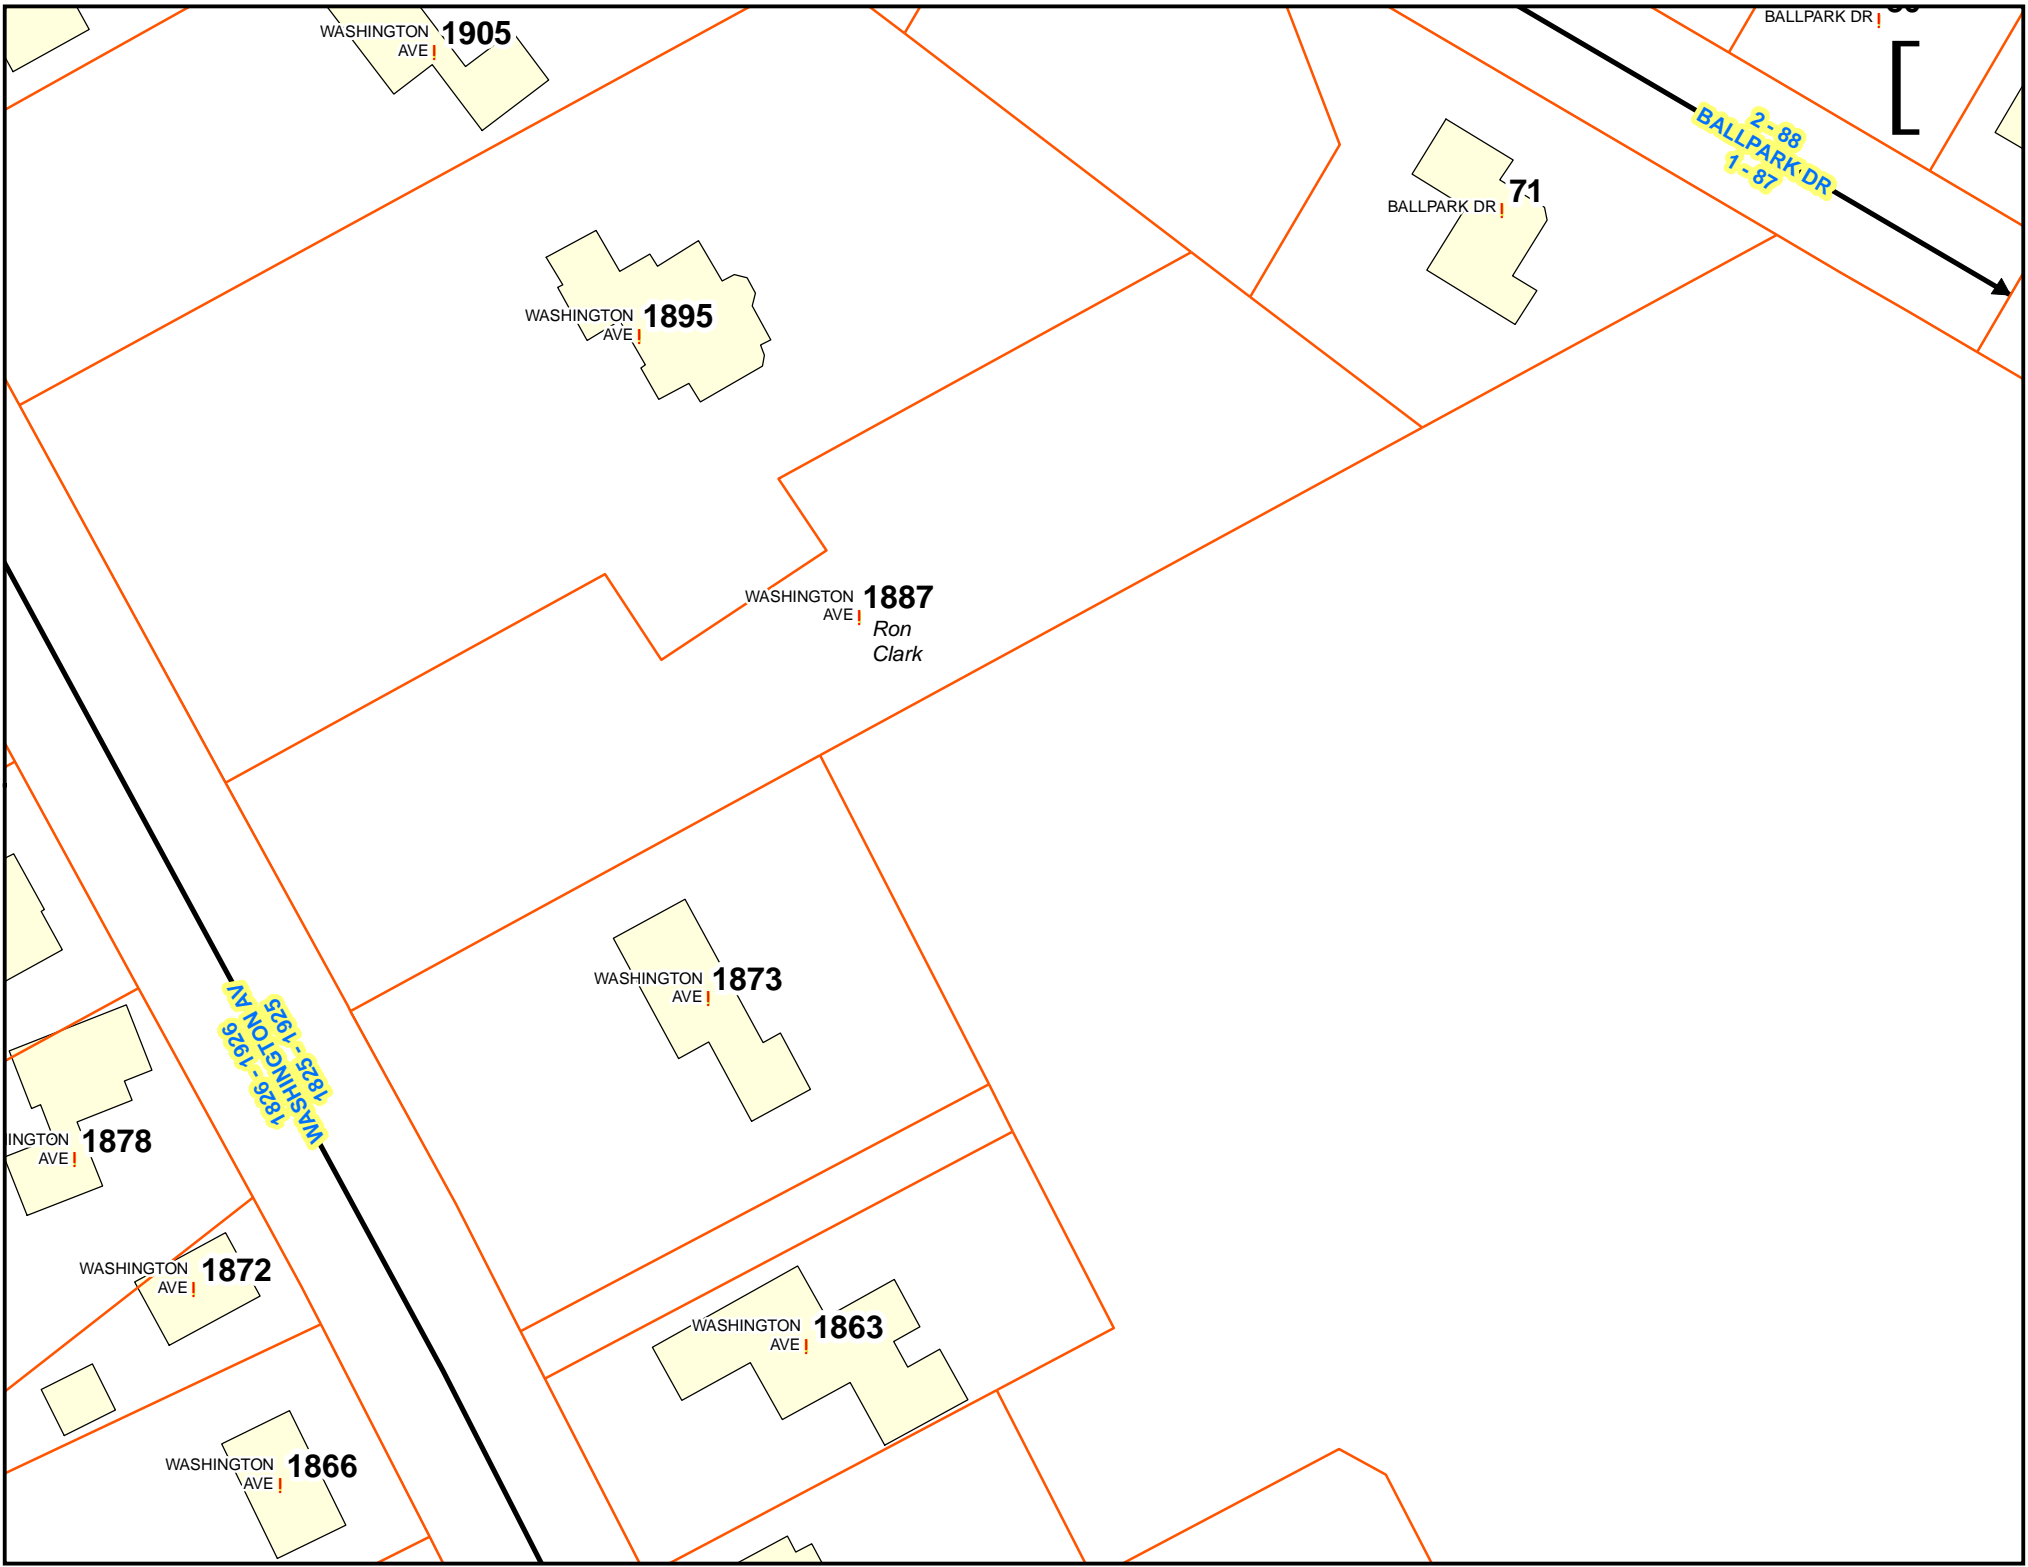 WASHINGTON
AVE! 1905
BALLPARK DR!
2 - 88
BALLPARK DR
1 - 87
71
BALLPARK DR!
WASHINGTON 1895
AVE!
WASHINGTON 1887
AVE!
Ron
Clark
WASHINGTON 1873
AVE!
1825 - 1925
WASHINGTON AV
1826 - 1926
INGTON 1878
AVE!
WASHINGTON 1872
AVE!
WASHINGTON 1863
AVE!
WASHINGTON 1866
AVE!